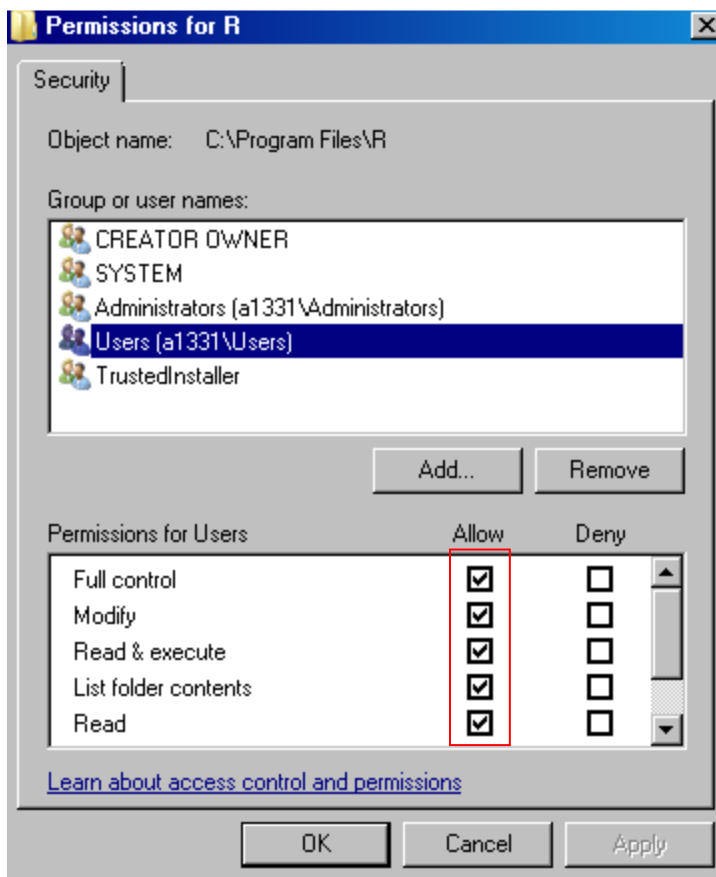 Permissions for R
Security
Object name: C:\Program Files\R
Group or user names:
CREATOR OWNER
SYSTEM
Administrators (a1331\Administrators)
Users (a1331\Users)
TrustedInstaller
Add... Remove
Permissions for Users Allow Deny
Full control
Modify
Read & execute
List folder contents
Read
Learn about access control and permissions
OK Cancel Apply